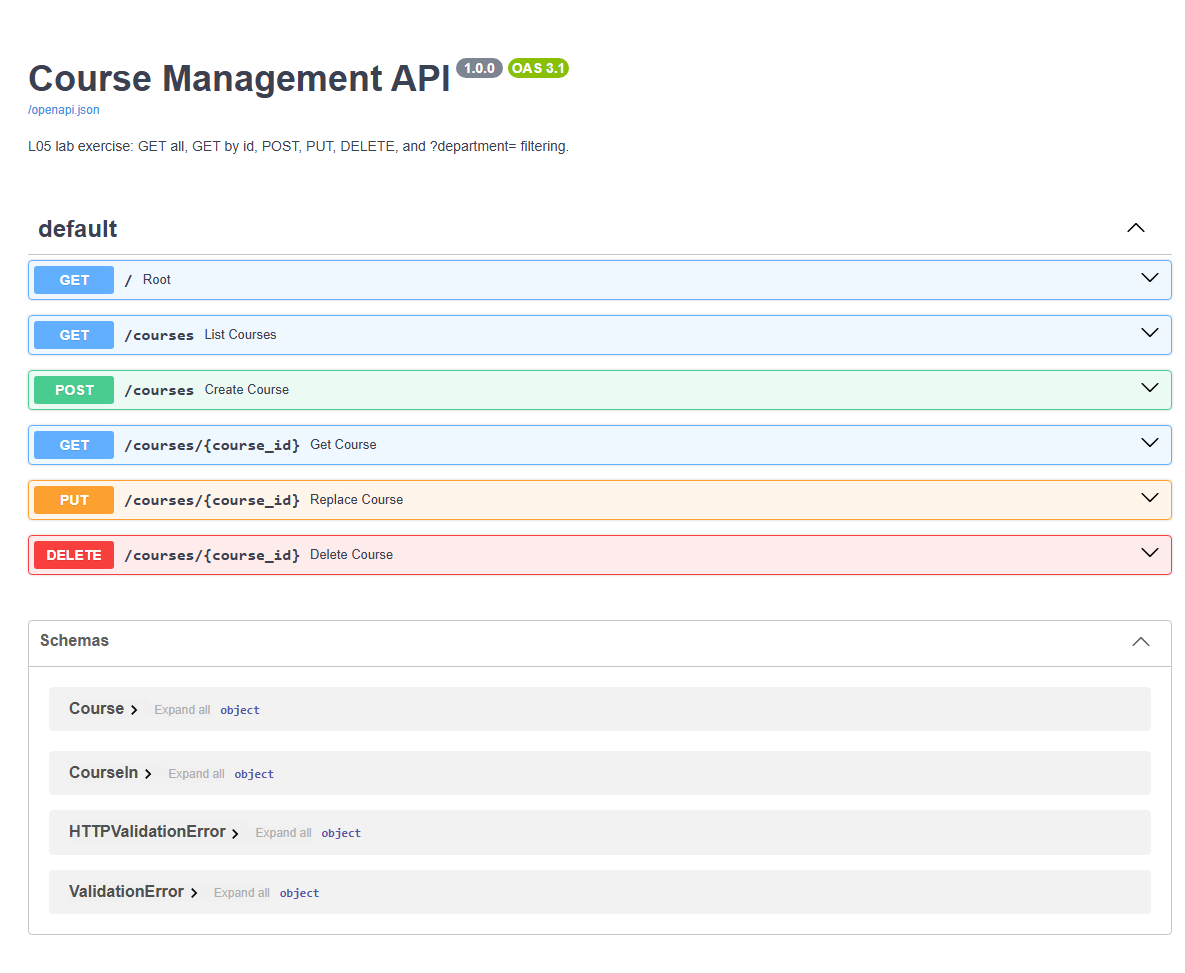 Course Management API 1.0.0 OAS 3.1
/openapi.json
L05 lab exercise: GET all, GET by id, POST, PUT, DELETE, and ?department= filtering.
default
GET / Root
GET /courses List Courses
POST /courses Create Course
GET /courses/{course_id} Get Course
PUT /courses/{course_id} Replace Course
DELETE /courses/{course_id} Delete Course
Schemas
Course Expand all object
CourseIn Expand all object
HTTPValidationError Expand all object
ValidationError Expand all object